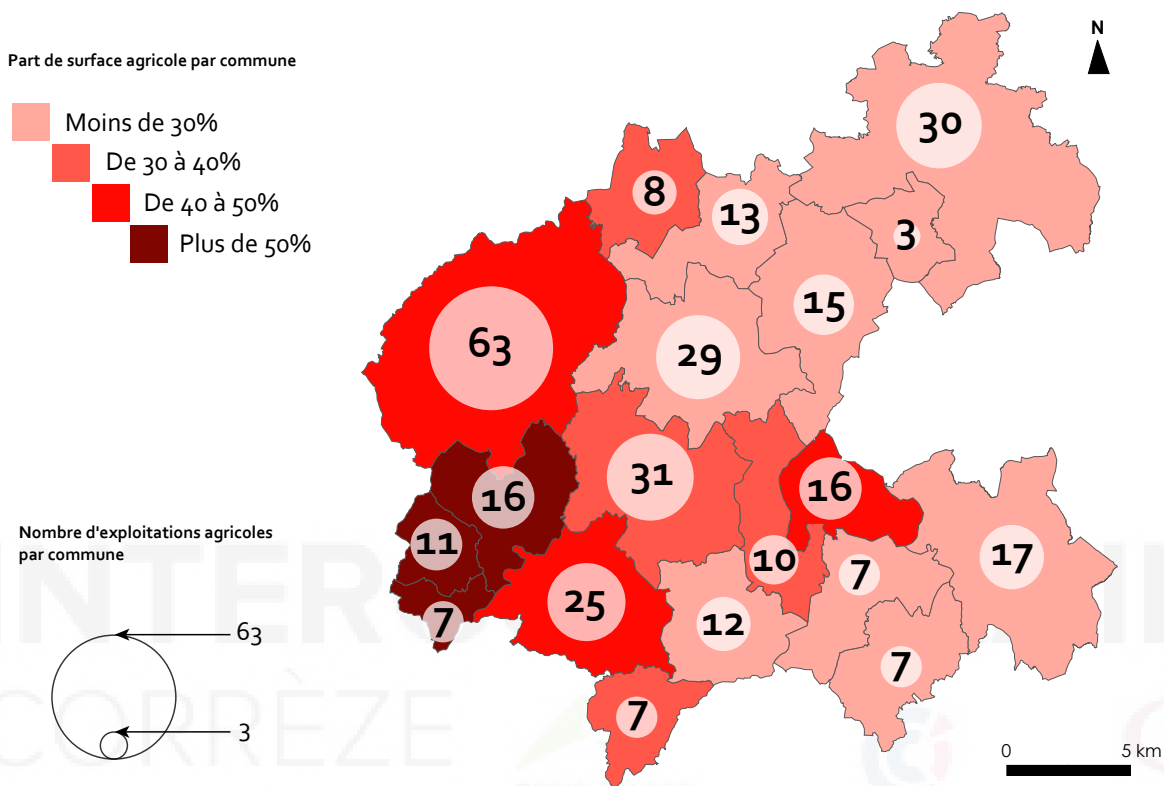 Part de surface agricole par commune
Moins de 30%
De 30 à 40%
De 40 à 50%
Plus de 50%
Nombre d'exploitations agricoles
par commune
63
3
N
30
8
13
3
15
63
29
31
16
16
11
10
7
17
7
25
12
7
7
0 5 km
INTERCO
CORRÈZE